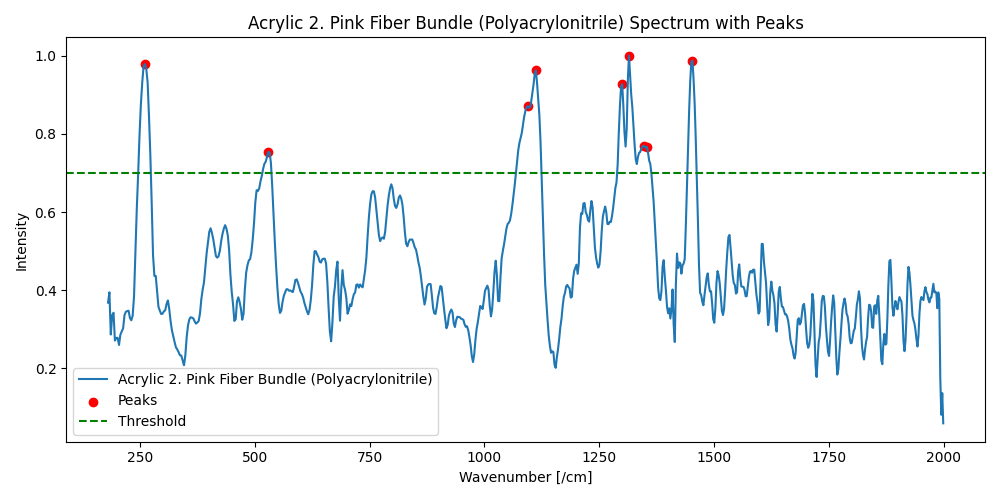 Acrylic 2. Pink Fiber Bundle (Polyacrylonitrile) Spectrum with Peaks
1.0
0.8
0.6
0.4
0.2
Intensity
Acrylic 2. Pink Fiber Bundle (Polyacrylonitrile)
Peaks
Threshold
250
500
750
1000
1250
1500
1750
2000
Wavenumber [/cm]